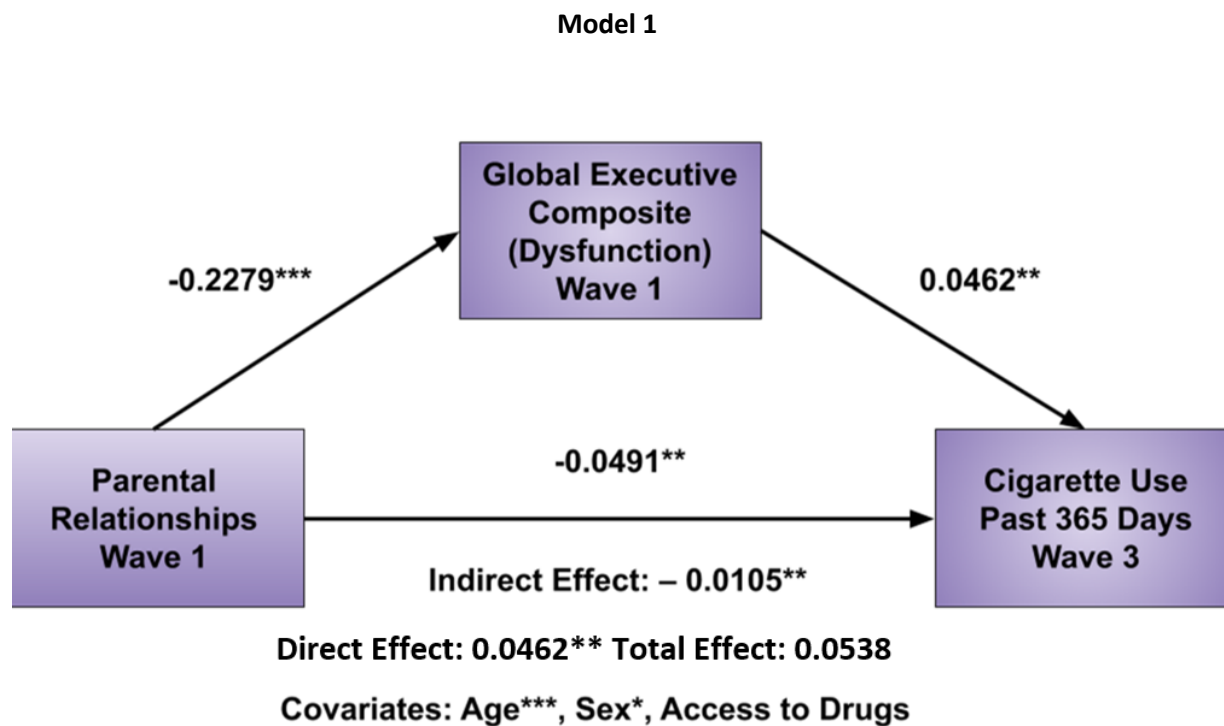 Model 1
Global Executive
Composite
(Dysfunction)
Wave 1
-0.2279***
0.0462**
Parental
Relationships
Wave 1
-0.0491**
Cigarette Use
Past 365 Days
Wave 3
Indirect Effect: – 0.0105**
Direct Effect: 0.0462** Total Effect: 0.0538
Covariates: Age***, Sex*, Access to Drugs